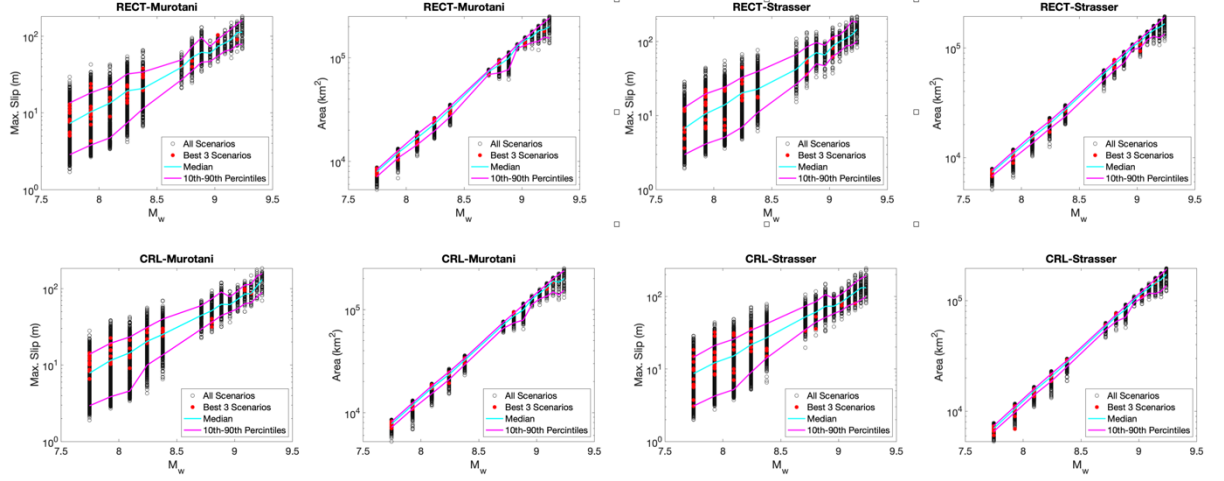 RECT-Murotani
Max. Slip (m)
10²
10¹
10⁰
7.5 8 8.5 9 9.5
M_w
All Scenarios
Best 3 Scenarios
Median
10th-90th Percentiles
RECT-Murotani
Area (km²)
10⁵
10⁴
7.5 8 8.5 9 9.5
M_w
All Scenarios
Best 3 Scenarios
Median
10th-90th Percentiles
RECT-Strasser
Max. Slip (m)
10²
10¹
10⁰
7.5 8 8.5 9 9.5
M_w
All Scenarios
Best 3 Scenarios
Median
10th-90th Percentiles
RECT-Strasser
Area (km²)
10⁵
10⁴
7.5 8 8.5 9 9.5
M_w
All Scenarios
Best 3 Scenarios
Median
10th-90th Percentiles
CRL-Murotani
Max. Slip (m)
10²
10¹
10⁰
7.5 8 8.5 9 9.5
M_w
All Scenarios
Best 3 Scenarios
Median
10th-90th Percentiles
CRL-Murotani
Area (km²)
10⁵
10⁴
7.5 8 8.5 9 9.5
M_w
All Scenarios
Best 3 Scenarios
Median
10th-90th Percentiles
CRL-Strasser
Max. Slip (m)
10²
10¹
10⁰
7.5 8 8.5 9 9.5
M_w
All Scenarios
Best 3 Scenarios
Median
10th-90th Percentiles
CRL-Strasser
Area (km²)
10⁵
10⁴
7.5 8 8.5 9 9.5
M_w
All Scenarios
Best 3 Scenarios
Median
10th-90th Percentiles